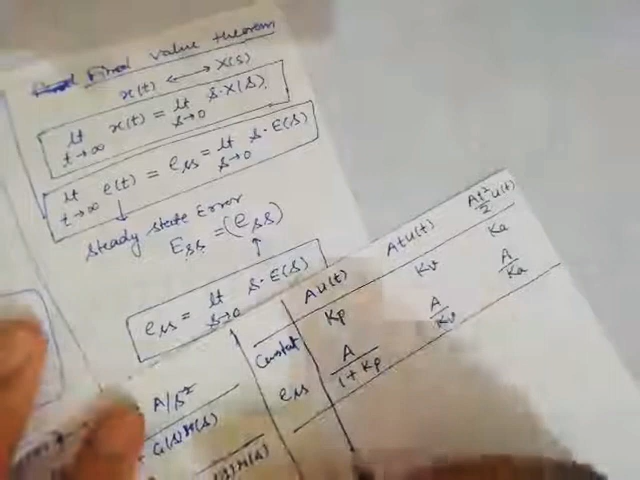 Final value theorem
x(t) ⟷ X(s)
lt t→∞ x(t) = lt s→0 s·X(s)
lt t→∞ e(t) = ess = lt s→0 s·E(s)
Steady State Error
Ess = (ess)
ess = lt s→0 s·E(s)
A/s²
G(s)H(s)
H(s)
Au(t) Atu(t) At²/2 u(t)
Constant Kp Kv Ka
ess A/(1+Kp) A/Kv A/Ka